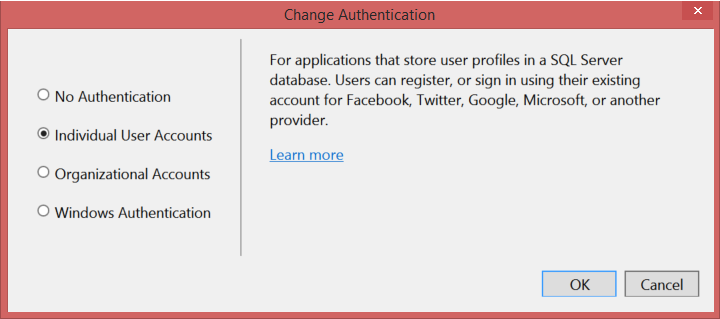 Change Authentication
No Authentication
Individual User Accounts
Organizational Accounts
Windows Authentication
For applications that store user profiles in a SQL Server
database. Users can register, or sign in using their existing
account for Facebook, Twitter, Google, Microsoft, or another
provider.
Learn more
OK
Cancel